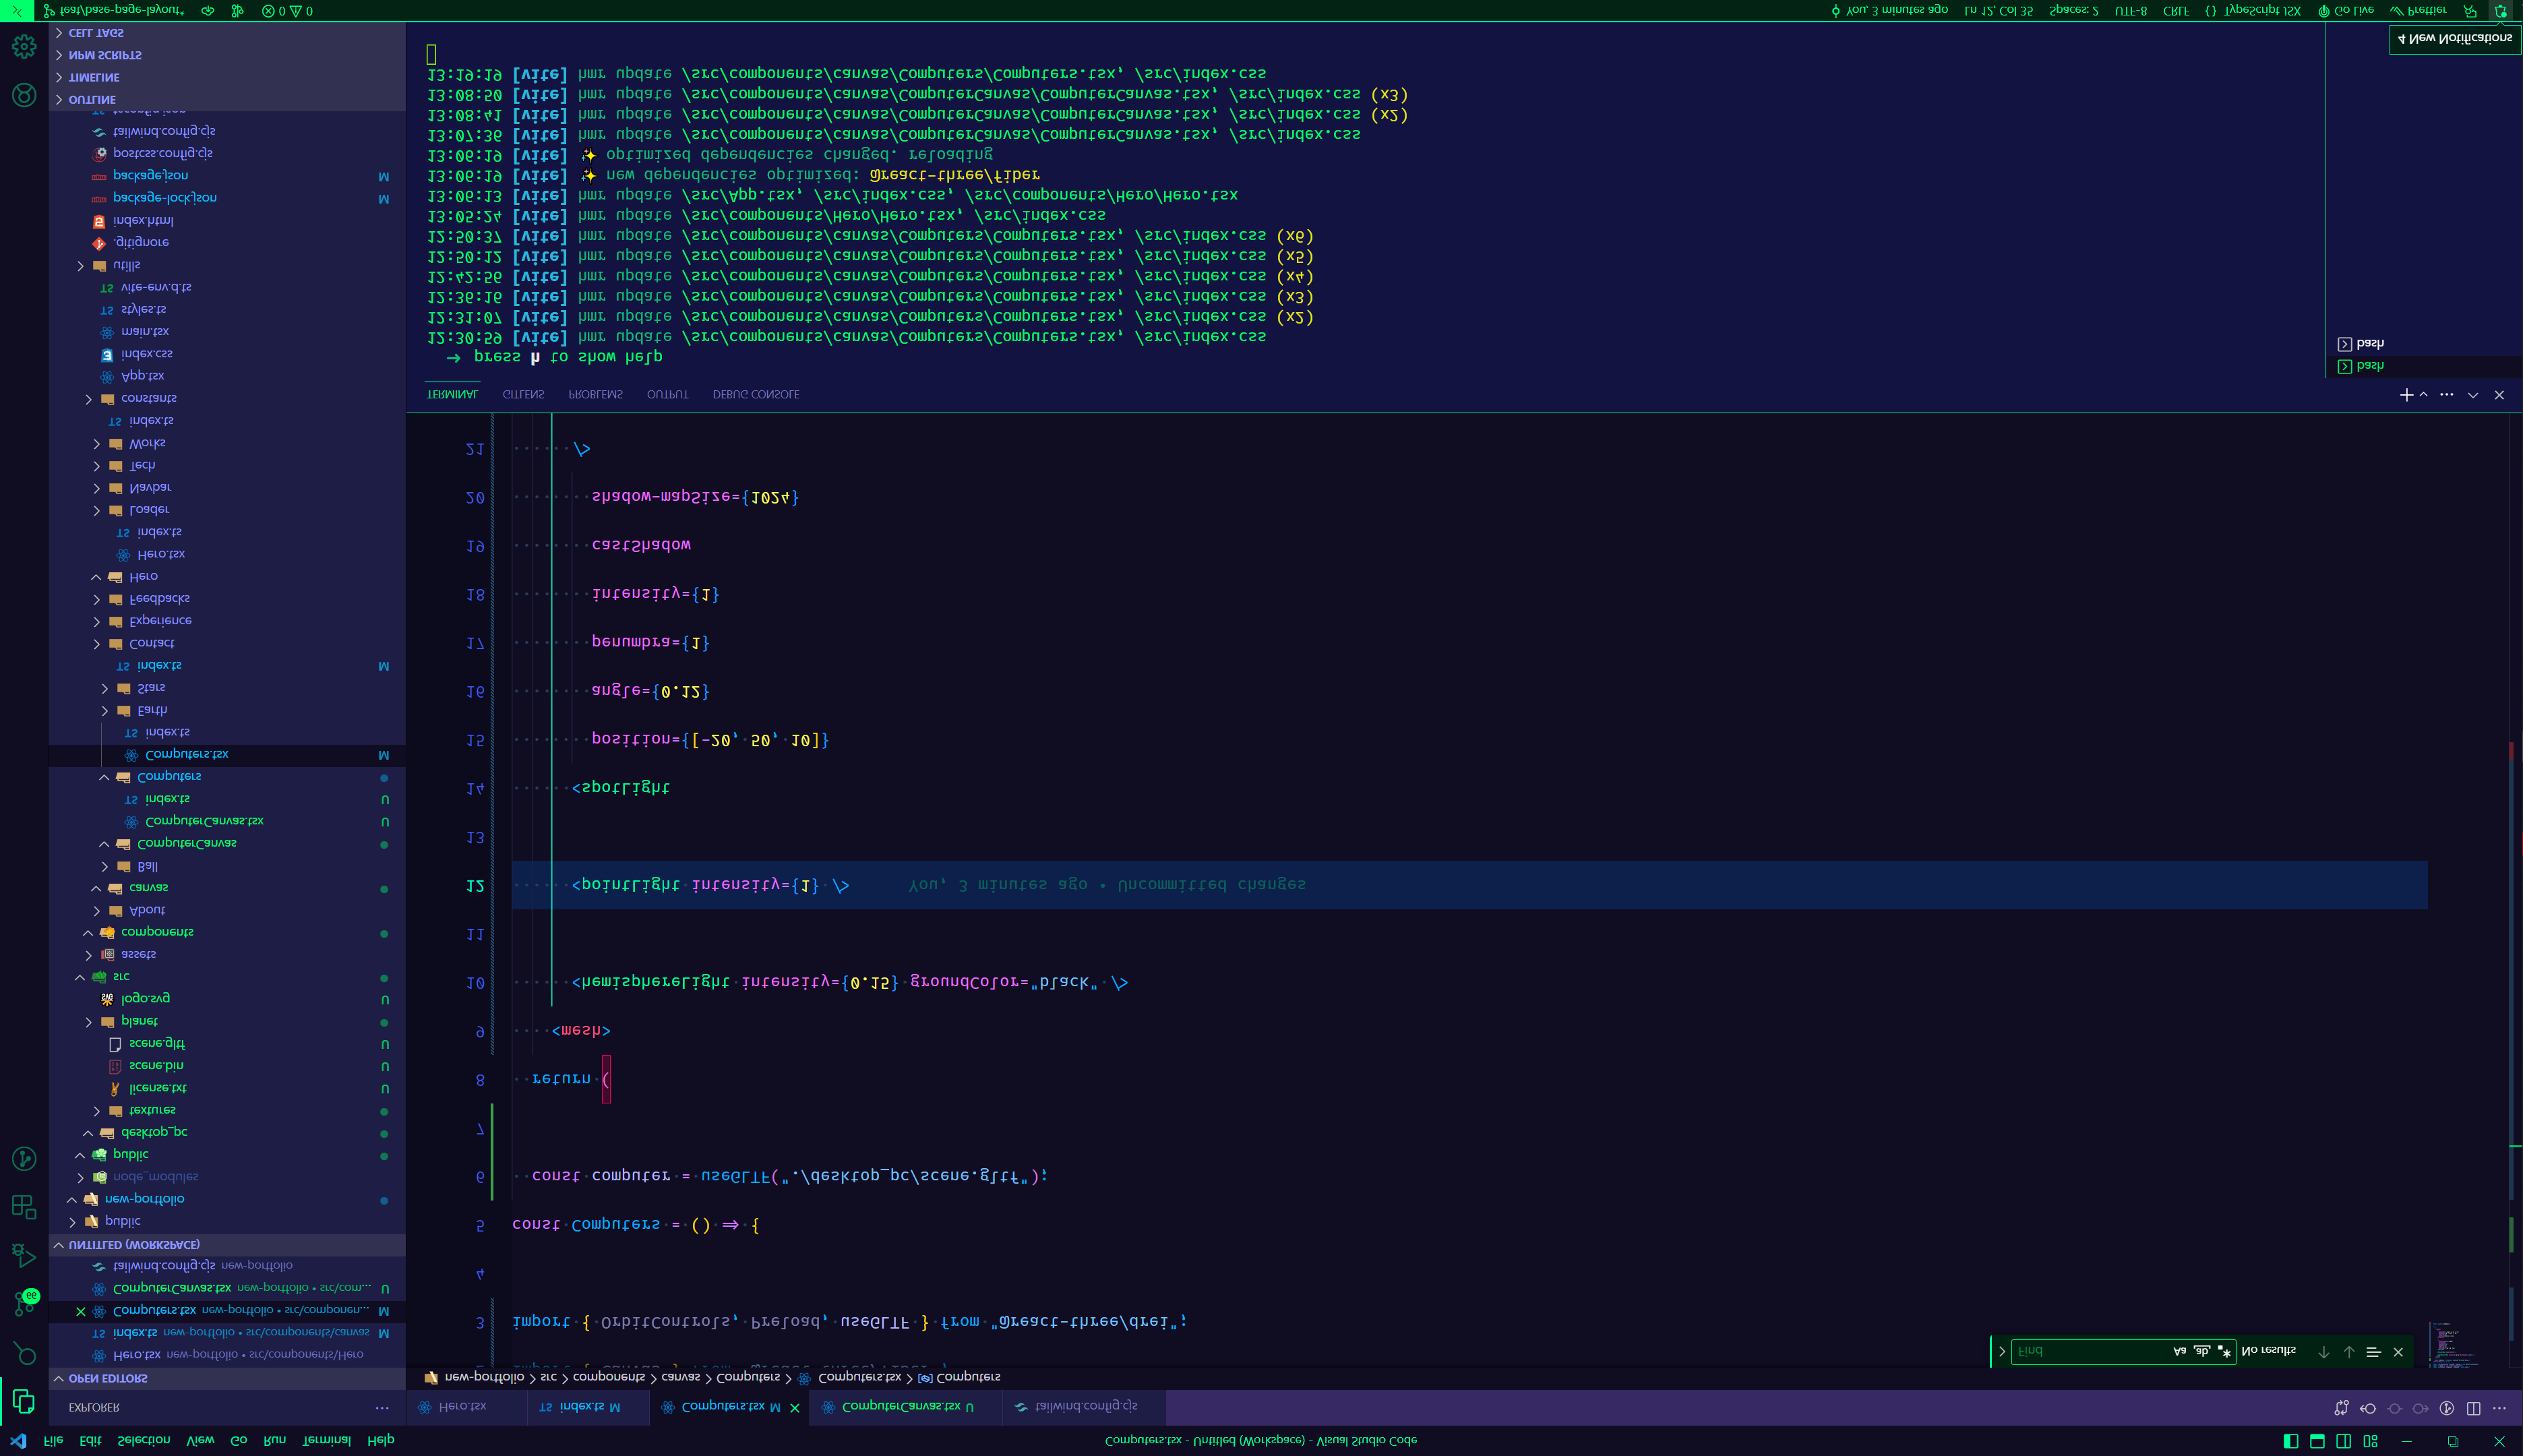 File Edit Selection View Go Run Terminal Help
Computers.tsx - Untitled (Workspace) - Visual Studio Code
EXPLORER
OPEN EDITORS
Hero.tsx new-portfolio • src/components/Hero
index.ts new-portfolio • src/components/canvas M
Computers.tsx new-portfolio • src/componen... M
ComputerCanvas.tsx new-portfolio • src/com... U
tailwind.config.cjs new-portfolio
UNTITLED (WORKSPACE)
public
new-portfolio
node_modules
public
desktop_pc
textures
license.txt U
scene.bin U
scene.gltf U
planet
logo.svg U
src
assets
components
About
canvas
Ball
ComputerCanvas
ComputerCanvas.tsx U
index.ts U
Computers
Computers.tsx M
index.ts
Earth
Stars
index.ts M
Contact
Experience
Feedbacks
Hero
Hero.tsx
index.ts
Loader
Navbar
Tech
Works
index.ts
constants
App.tsx
index.css
main.tsx
styles.ts
vite-env.d.ts
utills
.gitignore
index.html
package-lock.json M
package.json M
postcss.config.cjs
tailwind.config.cjs
OUTLINE
TIMELINE
NPM SCRIPTS
CELL TAGS
66
Hero.tsx
index.ts M
Computers.tsx M
ComputerCanvas.tsx U
tailwind.config.cjs
new-portfolio > src > components > canvas > Computers > Computers.tsx > Computers
Find
Aa ab
No results
3 import { OrbitControls, Preload, useGLTF } from "@react-three/drei";
4
5 const Computers = () => {
6 const computer = useGLTF("./desktop_pc/scene.gltf");
7
8 return (
9 <mesh>
10 <hemisphereLight intensity={0.15} groundColor="black" />
11
12 <pointLight intensity={1} /> You, 3 minutes ago • Uncommitted changes
13
14 <spotLight
15 position={[-20, 50, 10]}
16 angle={0.12}
17 penumbra={1}
18 intensity={1}
19 castShadow
20 shadow-mapSize={1024}
21 />
TERMINAL GITLENS PROBLEMS OUTPUT DEBUG CONSOLE
➜ press h to show help
12:30:59 [vite] hmr update /src/components/canvas/Computers/Computers.tsx, /src/index.css
12:31:07 [vite] hmr update /src/components/canvas/Computers/Computers.tsx, /src/index.css (x2)
12:36:16 [vite] hmr update /src/components/canvas/Computers/Computers.tsx, /src/index.css (x3)
12:42:56 [vite] hmr update /src/components/canvas/Computers/Computers.tsx, /src/index.css (x4)
12:50:12 [vite] hmr update /src/components/canvas/Computers/Computers.tsx, /src/index.css (x5)
12:50:37 [vite] hmr update /src/components/canvas/Computers/Computers.tsx, /src/index.css (x6)
13:05:24 [vite] hmr update /src/components/Hero/Hero.tsx, /src/index.css
13:06:13 [vite] hmr update /src/App.tsx, /src/index.css, /src/components/Hero/Hero.tsx
13:06:19 [vite] ✨ new dependencies optimized: @react-three/fiber
13:06:19 [vite] ✨ optimized dependencies changed. reloading
13:07:36 [vite] hmr update /src/components/canvas/ComputerCanvas/ComputerCanvas.tsx, /src/index.css
13:08:41 [vite] hmr update /src/components/canvas/ComputerCanvas/ComputerCanvas.tsx, /src/index.css (x2)
13:08:50 [vite] hmr update /src/components/canvas/ComputerCanvas/ComputerCanvas.tsx, /src/index.css (x3)
13:19:19 [vite] hmr update /src/components/canvas/Computers/Computers.tsx, /src/index.css
bash
bash
4 New Notifications
feat/base-page-layout* 0 0
You, 3 minutes ago Ln 12, Col 35 Spaces: 2 UTF-8 CRLF {} TypeScript JSX Go Live Prettier